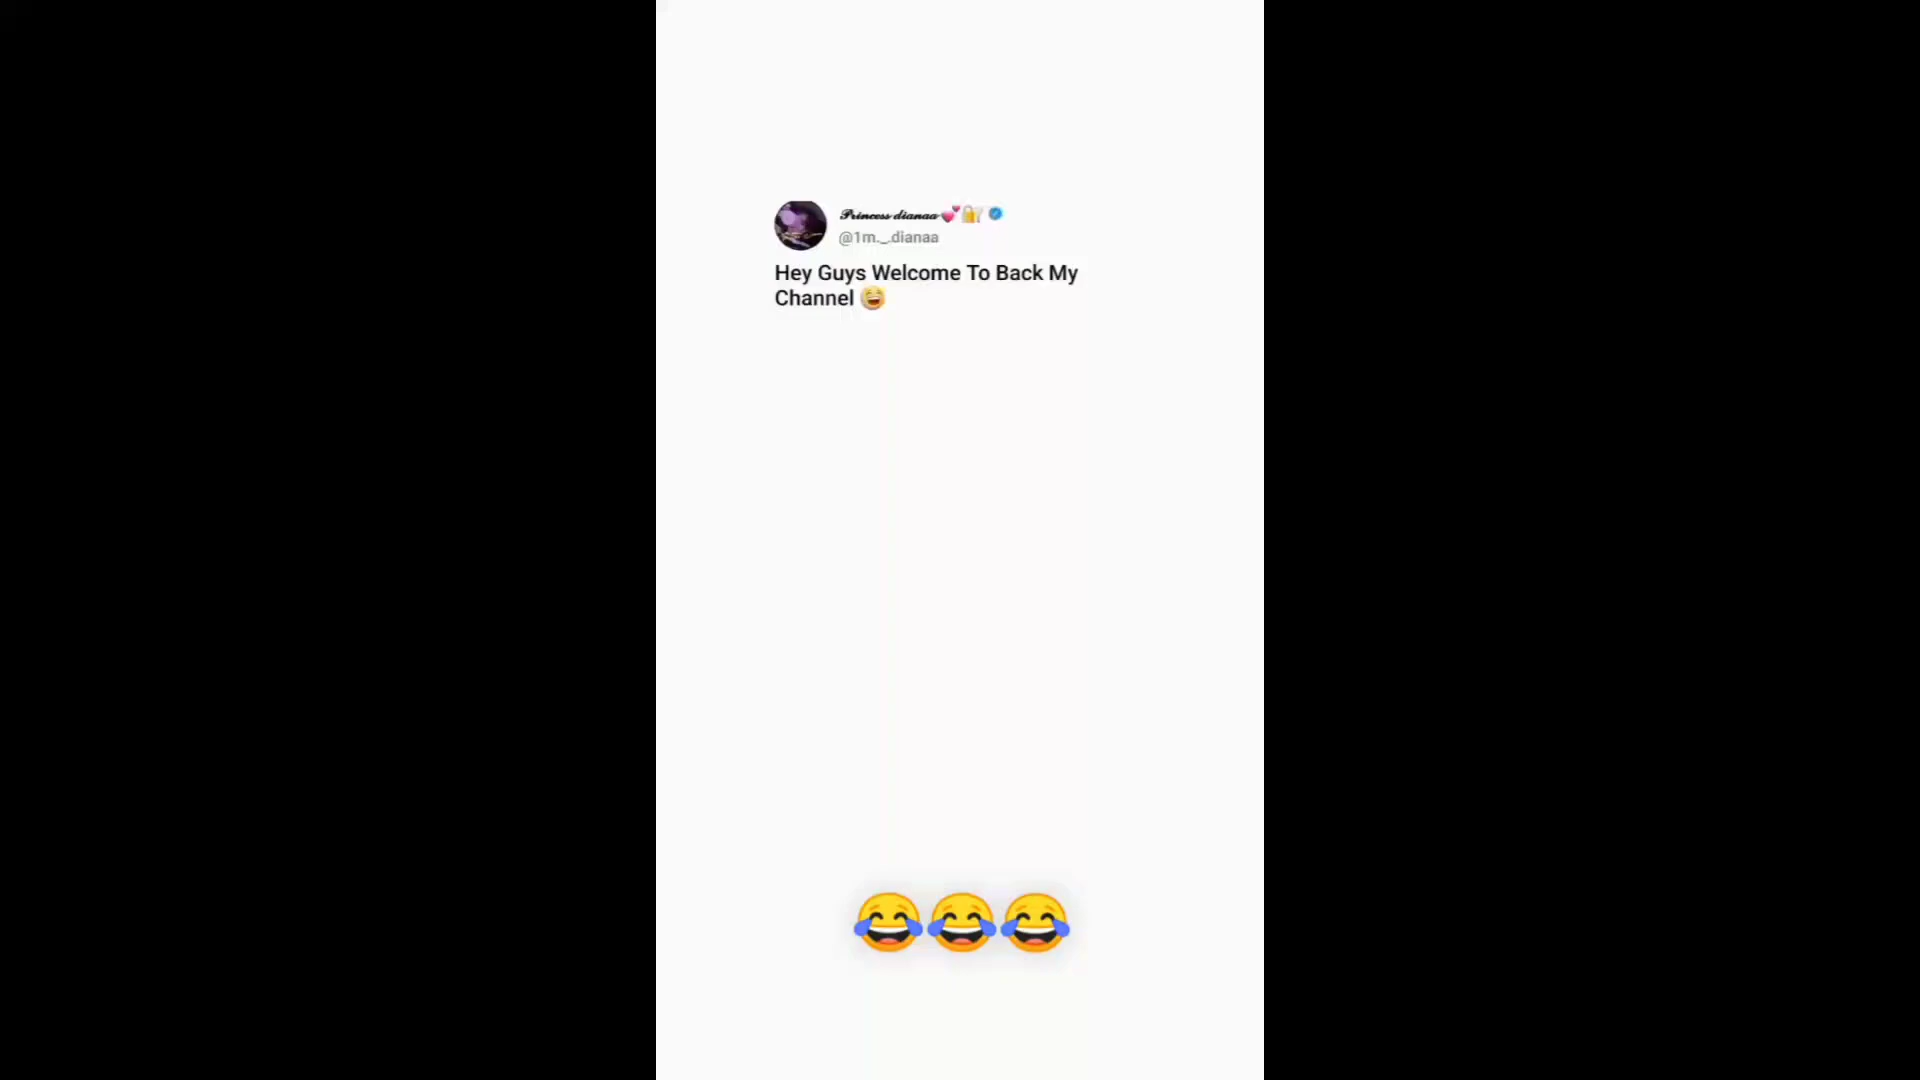 𝓟𝓻𝓲𝓷𝓬𝓮𝓼𝓼 𝓭𝓲𝓪𝓷𝓪𝓪💕🔐
@1m._.dianaa
Hey Guys Welcome To Back My
Channel 😅
😂😂😂